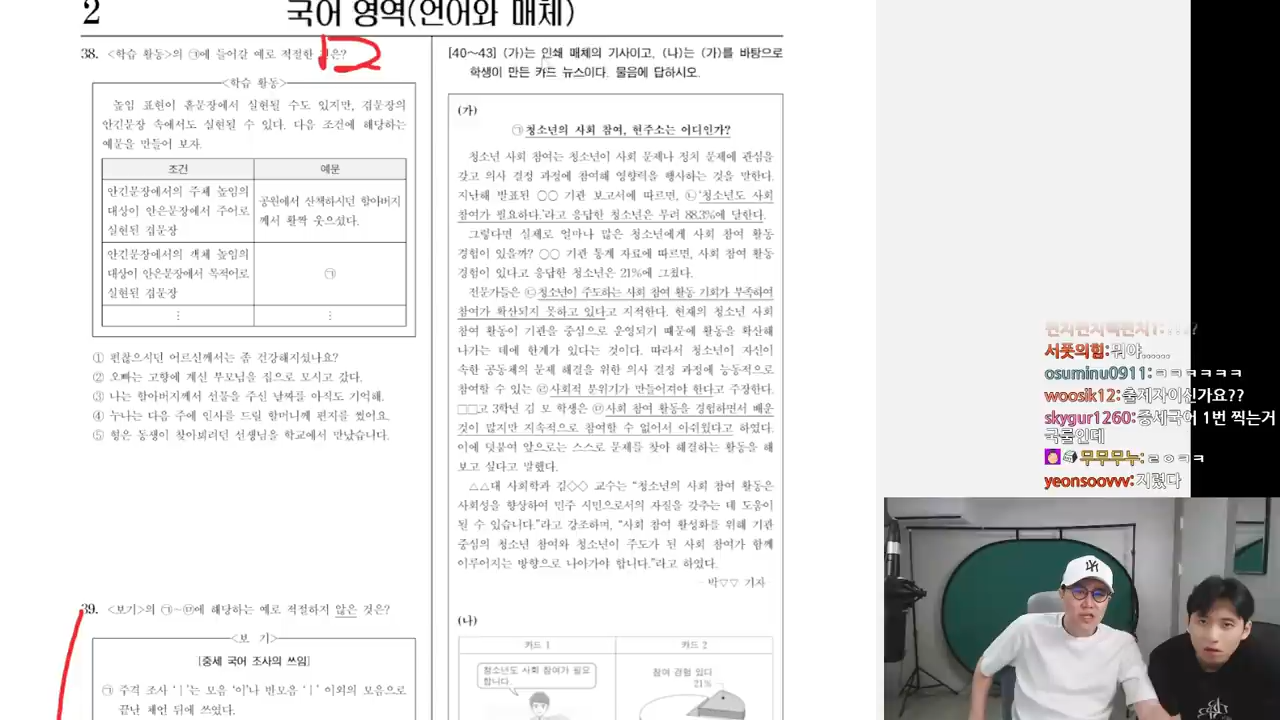 2
국어 영역(언어와 매체)
38. <학습 활동>의 ㉠에 들어갈 예로 적절한 것은?
<학습 활동>
높임 표현이 홑문장에서 실현될 수도 있지만, 겹문장의
안긴문장 속에서도 실현될 수 있다. 다음 조건에 해당하는
예문을 만들어 보자.
조건
예문
안긴문장에서의 주체 높임의
대상이 안은문장에서 주어로
실현된 겹문장
공원에서 산책하시던 할아버지
께서 활짝 웃으셨다.
안긴문장에서의 객체 높임의
대상이 안은문장에서 목적어로
실현된 겹문장
㉠
⋮
⋮
① 편찮으시던 어르신께서는 좀 건강해지셨나요?
② 오빠는 고향에 계신 부모님을 집으로 모시고 갔다.
③ 나는 할아버께서 선물을 주신 날짜를 아직도 기억해.
④ 누나는 다음 주에 인사를 드릴 할머니께 편지를 썼어요.
⑤ 형은 동생이 찾아뵈려던 선생님을 학교에서 만났습니다.
39. <보기>의 ㉠~㉤에 해당하는 예로 적절하지 않은 것은?
<보 기>
[중세 국어 조사의 쓰임]
㉠ 주격 조사 'ㅣ'는 모음 '이'나 반모음 'ㅣ' 이외의 모음으로
끝난 체언 뒤에 쓰였다.
[40~43] (가)는 인쇄 매체의 기사이고, (나)는 (가)를 바탕으로
학생이 만든 카드 뉴스이다. 물음에 답하시오.
(가)
㉠ 청소년의 사회 참여, 현주소는 어디인가?
청소년 사회 참여는 청소년이 사회 문제나 정치 문제에 관심을
갖고 의사 결정 과정에 참여해 영향력을 행사하는 것을 말한다.
지난해 발표된 ○○ 기관 보고서에 따르면, ㉡'청소년도 사회
참여가 필요하다.'라고 응답한 청소년은 무려 88.3%에 달한다.
그렇다면 실제로 얼마나 많은 청소년에게 사회 참여 활동
경험이 있을까? ○○ 기관 통계 자료에 따르면, 사회 참여 활동
경험이 있다고 응답한 청소년은 21%에 그쳤다.
전문가들은 ㉢청소년이 주도하는 사회 참여 활동 기회가 부족하여
참여가 확산되지 못하고 있다고 지적한다. 현재의 청소년 사회
참여 활동이 기관을 중심으로 운영되기 때문에 활동을 확산해
나가는 데에 한계가 있다는 것이다. 따라서 청소년이 자신이
속한 공동체의 문제 해결을 위한 의사 결정 과정에 능동적으로
참여할 수 있는 ㉣사회적 분위기가 만들어져야 한다고 주장한다.
□□고 3학년 김 모 학생은 ㉤사회 참여 활동을 경험하면서 배운
것이 많지만 지속적으로 참여할 수 없어서 아쉬웠다고 하였다.
이에 덧붙여 앞으로는 스스로 문제를 찾아 해결하는 활동을 해
보고 싶다고 말했다.
△△대 사회학과 김◇◇ 교수는 "청소년의 사회 참여 활동은
사회성을 향상하여 민주 시민으로서의 자질을 갖추는 데 도움이
될 수 있습니다."라고 강조하며, "사회 참여 활성화를 위해 기관
중심의 청소년 참여와 청소년이 주도가 된 사회 참여가 함께
이루어지는 방향으로 나아가야 합니다."라고 하였다.
- 박▽▽ 기자 -
(나)
카드 1
카드 2
청소년도 사회 참여가 필요
합니다.
참여 경험 있다
21%
서풋의힘: 뭐야......
osuminu0911: ㅋㅋㅋㅋㅋㅋ
woosik12: 출제자이신가요??
skygur1260: 중세국어 1번 찍는거
국룰인데
무무무누: ㄹㅇㅋㅋ
yeonsoovvv: 지렸다